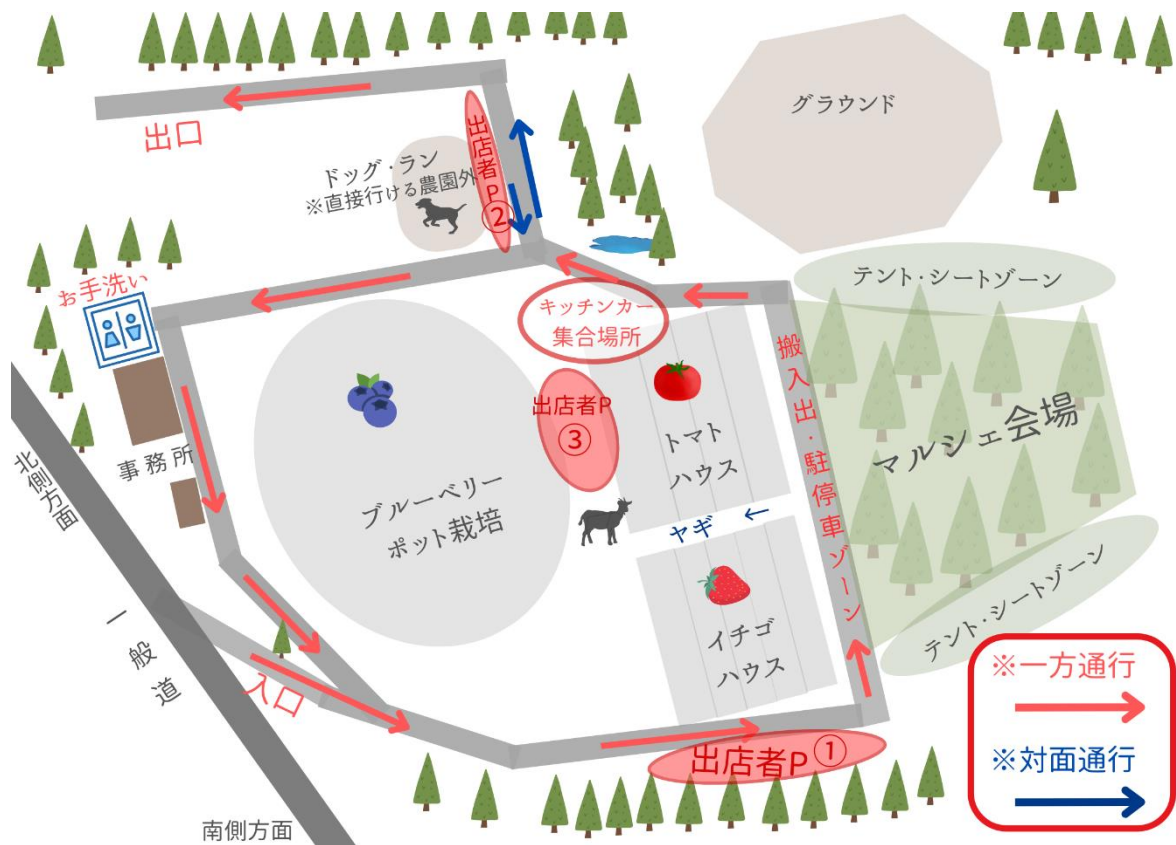 グラウンド
出口
出店者P②
ドッグ・ラン
※直接行ける農園外
お手洗い
テント・シートゾーン
キッチンカー
集合場所
搬入出・駐停車ゾーン
マルシェ会場
出店者P
③
トマト
ハウス
事務所
北側方面
ブルーベリー
ポット栽培
ヤギ ←
イチゴ
ハウス
テント・シートゾーン
一般道
入口
※一方通行
出店者P①
※対面通行
南側方面